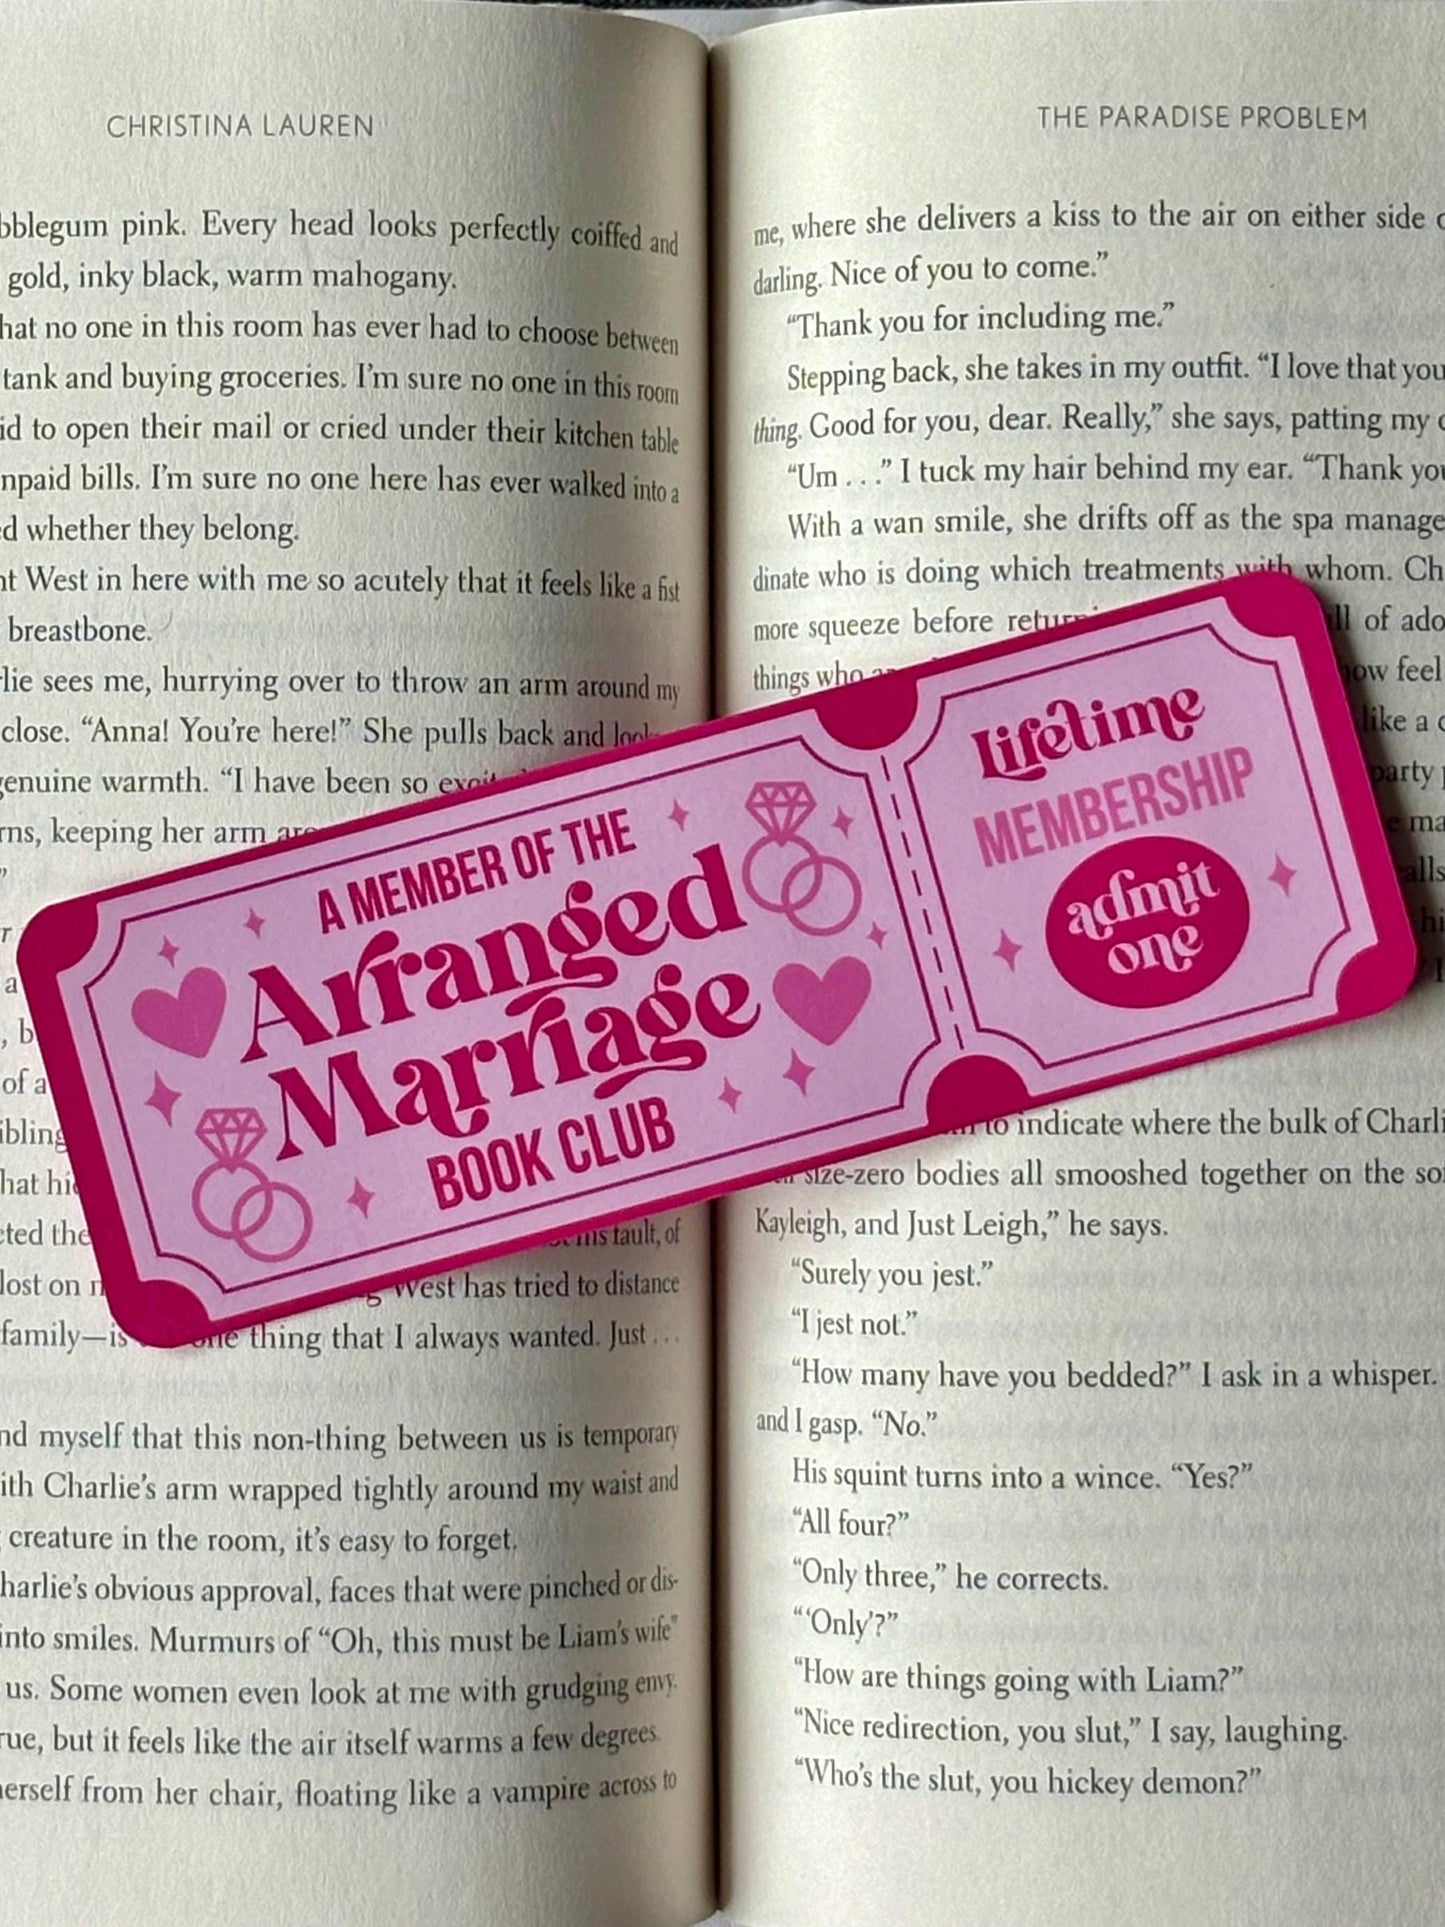 CHRISTINA LAUREN
pink. Every head looks perfectly coiffed and
gold, inky black, warm mahogany.
that no one in this room has ever had to choose between
tank and buying groceries. I’m sure no one in this room
to open their mail or cried under their kitchen table
bills. I’m sure no one here has ever walked into a
whether they belong.
West in here with me so acutely that it feels like a fist
breastbone.
sees me, hurrying over to throw an arm around my
close. “Anna! You’re here!” She pulls back and
warmth. “I have been so
keeping her arm
”
a
of a
the
lost on
family—is thing that I always wanted. Just . . .
fault, of
West has tried to distance
myself that this non-thing between us is temporary
Charlie’s arm wrapped tightly around my waist and
creature in the room, it’s easy to forget.
Charlie’s obvious approval, faces that were pinched or dis-
into smiles. Murmurs of “Oh, this must be Liam’s wife”
us. Some women even look at me with grudging envy.
but it feels like the air itself warms a few degrees.
herself from her chair, floating like a vampire across to
THE PARADISE PROBLEM
me, where she delivers a kiss to the air on either side
darling. Nice of you to come.”
“Thank you for including me.”
Stepping back, she takes in my outfit. “I love that you
thing. Good for you, dear. Really,” she says, patting my
“Um . . .” I tuck my hair behind my ear. “Thank you
With a wan smile, she drifts off as the spa
dinate who is doing which treatments with whom.
more squeeze before of
things who feel
like a
party
indicate where the bulk of
size-zero bodies all smooshed together on the
Kayleigh, and Just Leigh,” he says.
“Surely you jest.”
“I jest not.”
“How many have you bedded?” I ask in a whisper.
and I gasp. “No.”
His squint turns into a wince. “Yes?”
“All four?”
“Only three,” he corrects.
“‘Only’?”
“How are things going with Liam?”
“Nice redirection, you slut,” I say, laughing.
“Who’s the slut, you hickey demon?”
A MEMBER OF THE
Arranged
Marriage
BOOK CLUB
Lifetime
MEMBERSHIP
admit
one